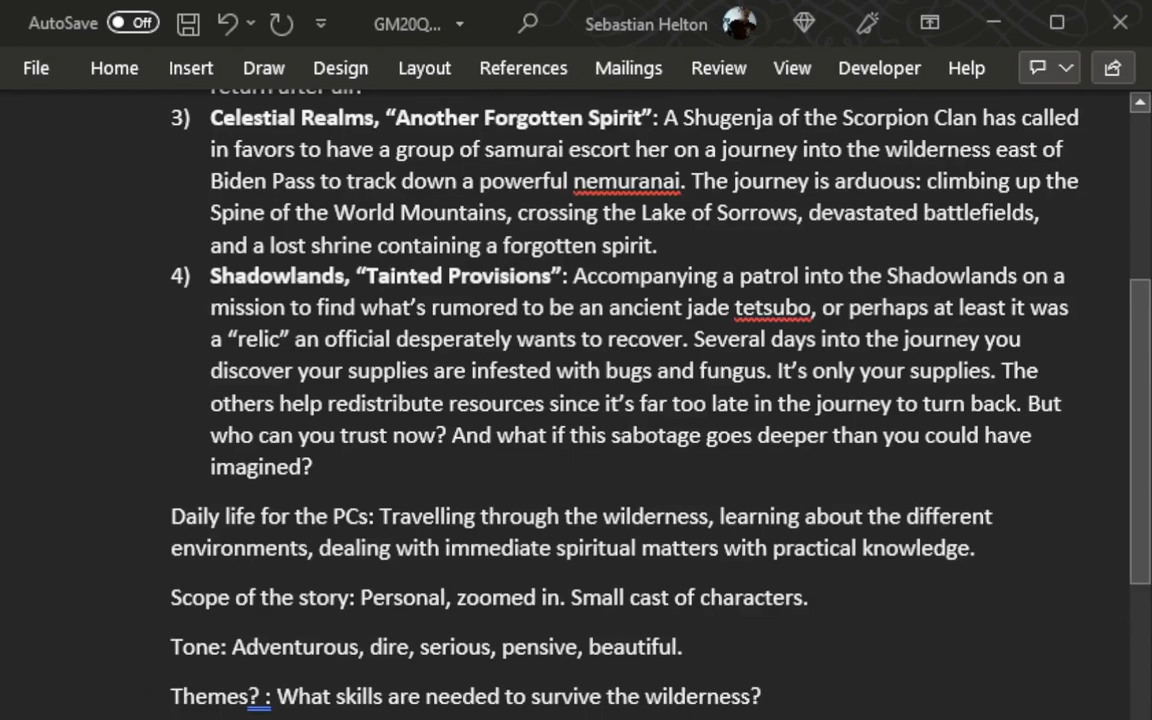 AutoSave Off GM20Q... Sebastian Helton
File Home Insert Draw Design Layout References Mailings Review View Developer Help
return after all.
3) Celestial Realms, “Another Forgotten Spirit”: A Shugenja of the Scorpion Clan has called
in favors to have a group of samurai escort her on a journey into the wilderness east of
Biden Pass to track down a powerful nemuranai. The journey is arduous: climbing up the
Spine of the World Mountains, crossing the Lake of Sorrows, devastated battlefields,
and a lost shrine containing a forgotten spirit.
4) Shadowlands, “Tainted Provisions”: Accompanying a patrol into the Shadowlands on a
mission to find what’s rumored to be an ancient jade tetsubo, or perhaps at least it was
a “relic” an official desperately wants to recover. Several days into the journey you
discover your supplies are infested with bugs and fungus. It’s only your supplies. The
others help redistribute resources since it’s far too late in the journey to turn back. But
who can you trust now? And what if this sabotage goes deeper than you could have
imagined?
Daily life for the PCs: Travelling through the wilderness, learning about the different
environments, dealing with immediate spiritual matters with practical knowledge.
Scope of the story: Personal, zoomed in. Small cast of characters.
Tone: Adventurous, dire, serious, pensive, beautiful.
Themes? : What skills are needed to survive the wilderness?